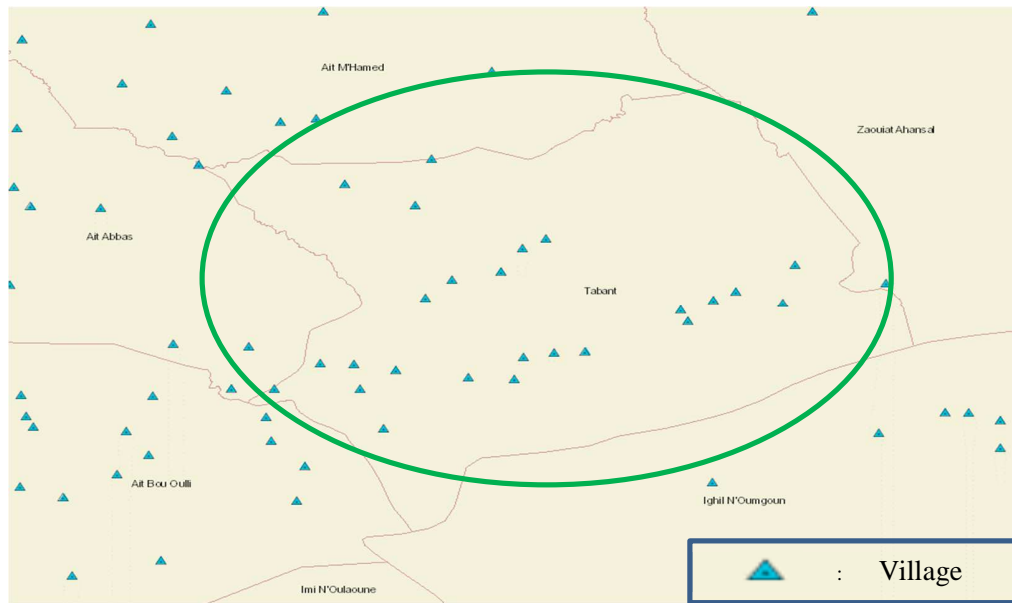 Ait M'Hamed
Zaouiat Ahansal
Ait Abbas
Tabant
Ait Bou Oulli
Ighil N'Oumgoun
Imi N'Oulaoune
: Village